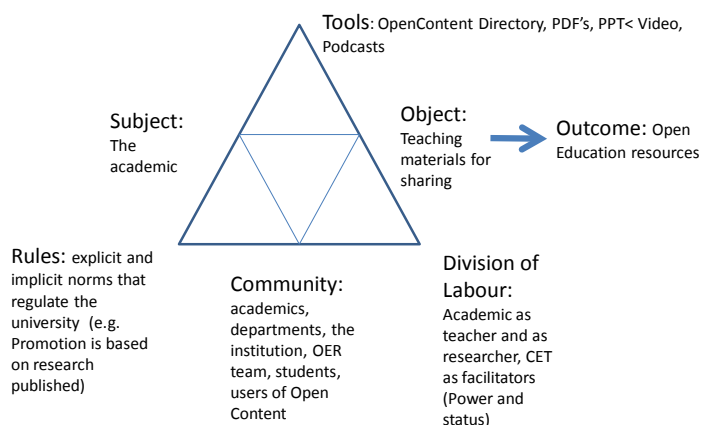 Tools: OpenContent Directory, PDF's, PPT< Video,
Podcasts
Subject:
The
academic
Object:
Teaching
materials for
sharing
Outcome: Open
Education resources
Rules: explicit and
implicit norms that
regulate the
university (e.g.
Promotion is based
on research
published)
Community:
academics,
departments, the
institution, OER
team, students,
users of Open
Content
Division of
Labour:
Academic as
teacher and as
researcher, CET
as facilitators
(Power and
status)